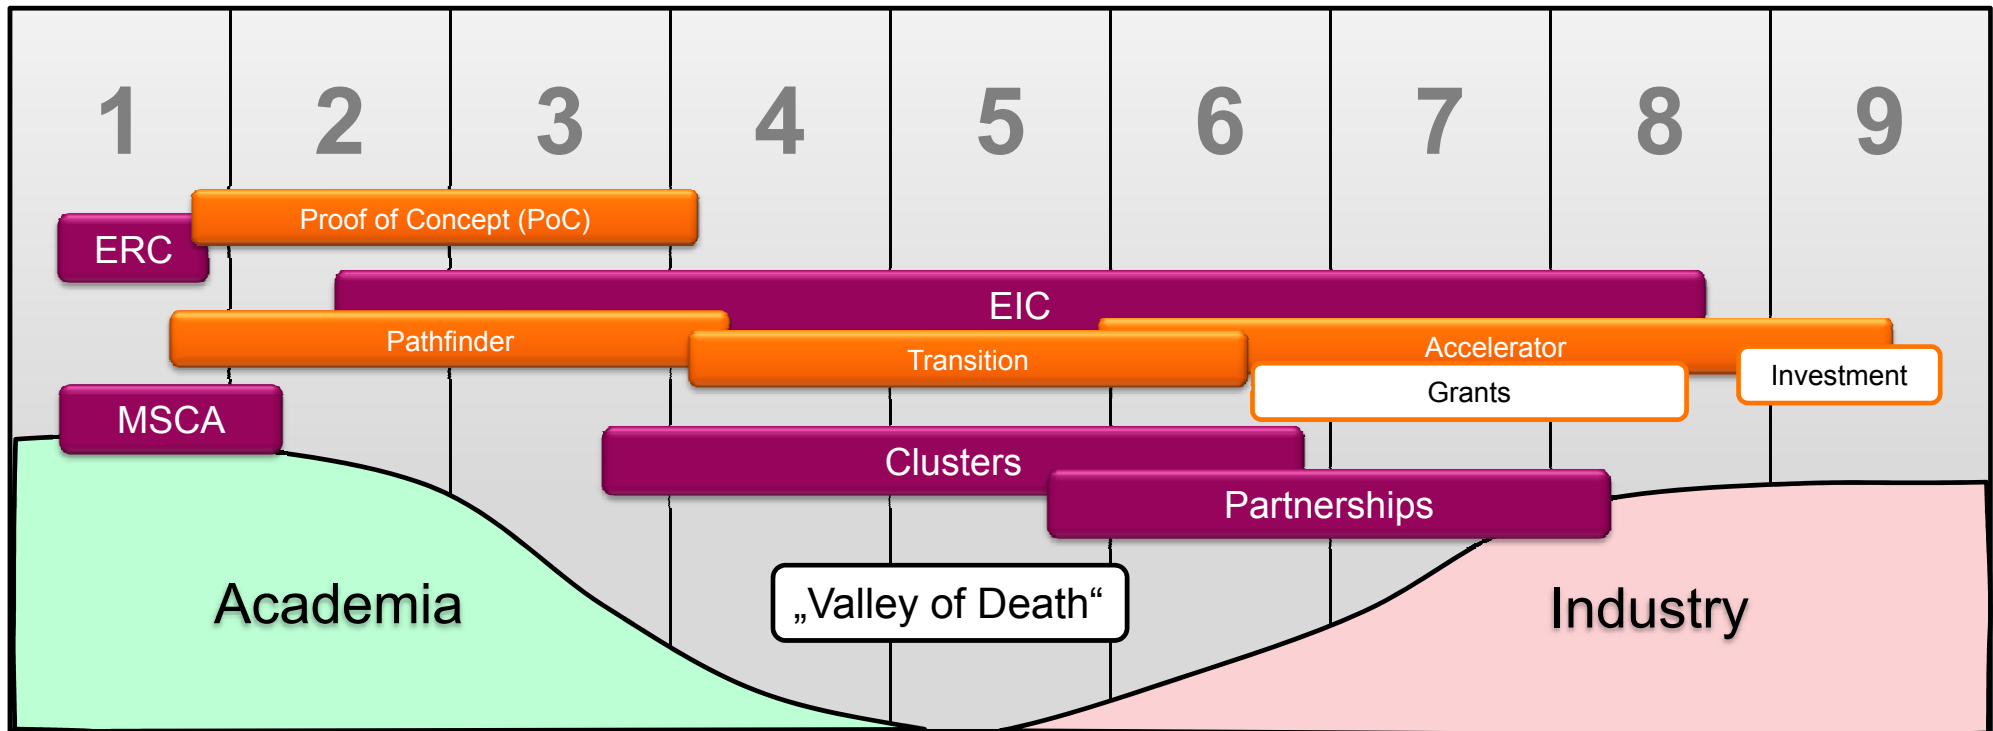 1 2 3 4 5 6 7 8 9
Proof of Concept (PoC)
ERC
EIC
Pathfinder
Transition
Accelerator
Investment
Grants
MSCA
Clusters
Partnerships
Academia
„Valley of Death“
Industry